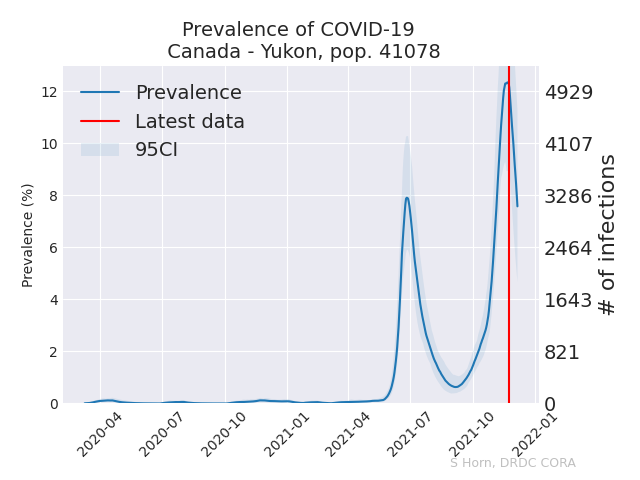 Prevalence of COVID-19
Canada - Yukon, pop. 41078
Prevalence
Latest data
95CI
Prevalence (%)
12
10
8
6
4
2
0
4929
4107
3286
2464
1643
821
0
# of infections
2020-04
2020-07
2020-10
2021-01
2021-04
2021-07
2021-10
2022-01
S Horn, DRDC CORA